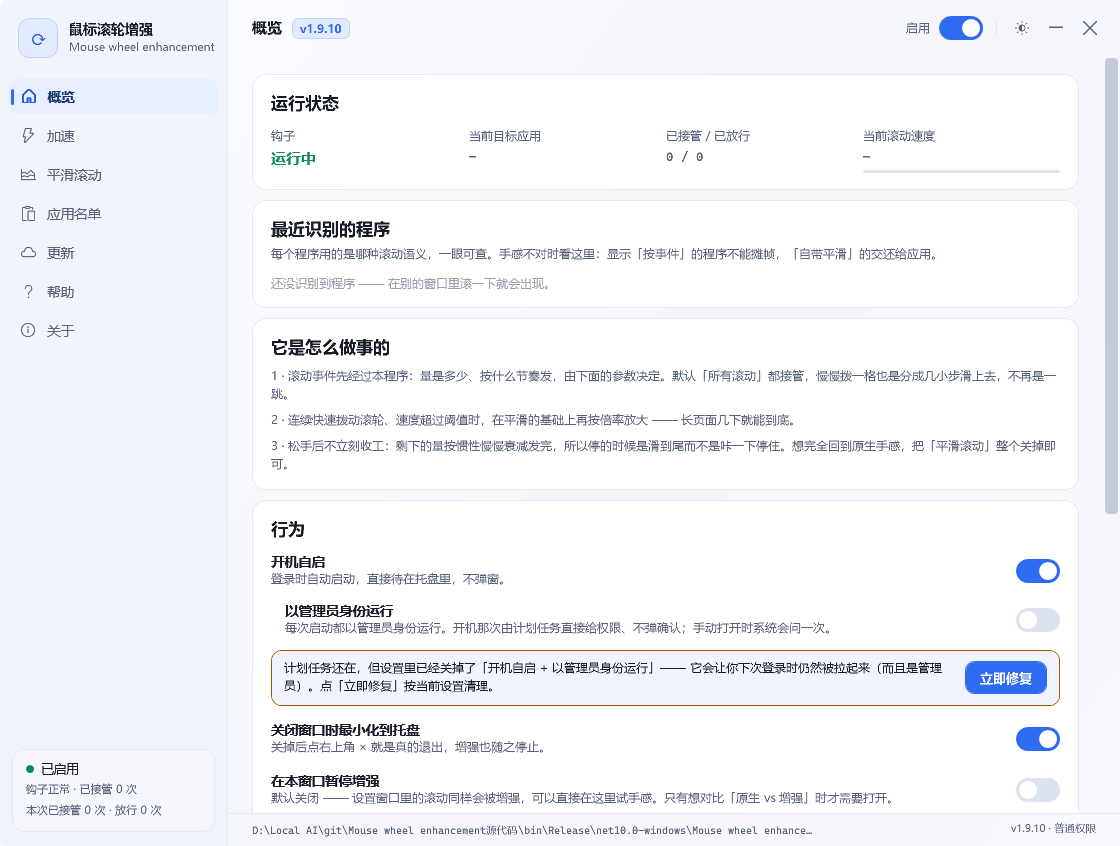 鼠标滚轮增强
Mouse wheel enhancement
概览
加速
平滑滚动
应用名单
更新
帮助
关于
已启用
钩子正常 · 已接管 0 次
本次已接管 0 次 · 放行 0 次
概览
v1.9.10
启用
运行状态
钩子
当前目标应用
已接管 / 已放行
当前滚动速度
运行中
–
0 / 0
–
最近识别的程序
每个程序用的是哪种滚动语义，一眼可查。手感不对时看这里：显示「按事件」的程序不能摊帧，「自带平滑」的交还给应用。
还没识别到程序 —— 在别的窗口里滚一下就会出现。
它是怎么做事的
1 · 滚动事件先经过本程序：量是多少、按什么节奏发，由下面的参数决定。默认「所有滚动」都接管，慢慢拨一格也是分成几小步滑上去，不再是一
跳。
2 · 连续快速拨动滚轮、速度超过阈值时，在平滑的基础上再按倍率放大 —— 长页面几下就能到底。
3 · 松手后不立刻收工：剩下的量按惯性慢慢衰减发完，所以停的时候是滑到尾而不是咔一下停住。想完全回到原生手感，把「平滑滚动」整个关掉即
可。
行为
开机自启
登录时自动启动，直接待在托盘里，不弹窗。
以管理员身份运行
每次启动都以管理员身份运行。开机那次由计划任务直接给权限、不弹确认；手动打开时系统会问一次。
计划任务还在，但设置里已经关掉了「开机自启 + 以管理员身份运行」—— 它会让你下次登录时仍然被拉起来（而且是管理
员）。点「立即修复」按当前设置清理。
立即修复
关闭窗口时最小化到托盘
关掉后点右上角 × 就是真的退出，增强也随之停止。
在本窗口暂停增强
默认关闭 —— 设置窗口里的滚动同样会被增强，可以直接在这里试手感。只有想对比「原生 vs 增强」时才需要打开。
D:\Local AI\git\Mouse wheel enhancement源代码\bin\Release\net10.0-windows\Mouse wheel enhance…
v1.9.10 · 普通权限